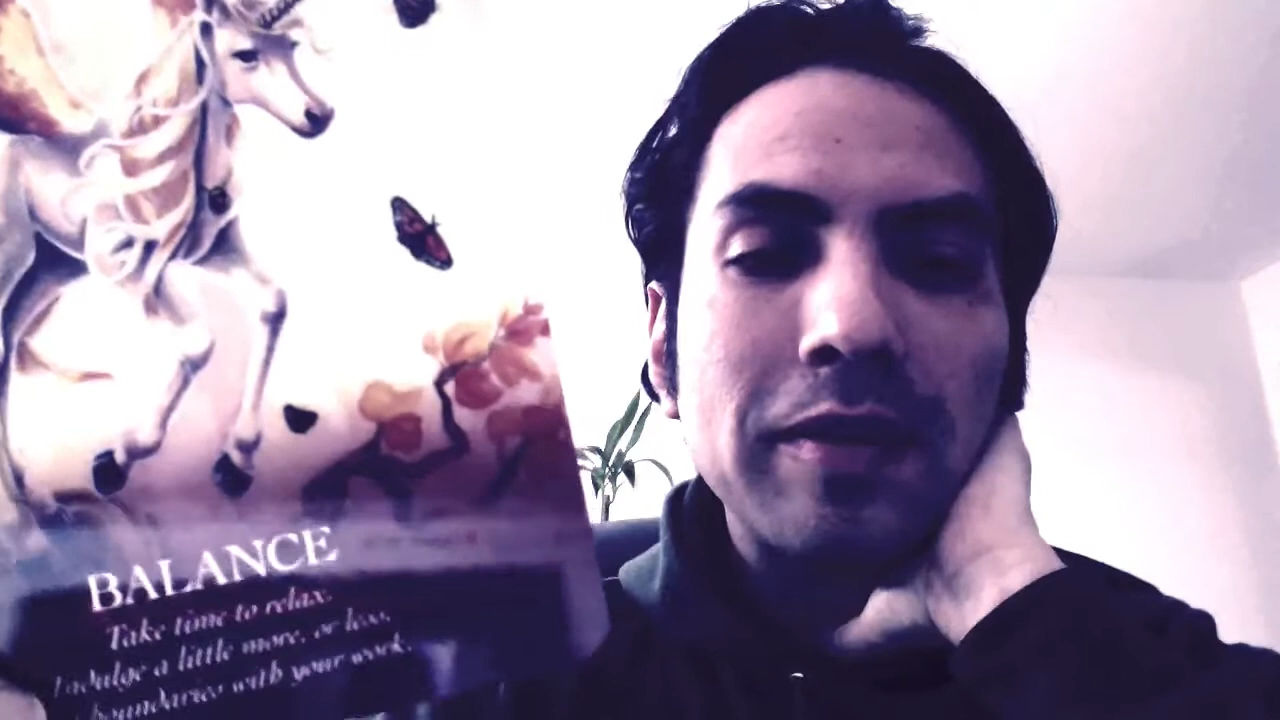 BALANCE
Take time to relax.
Indulge a little more, or less.
boundaries with your work.